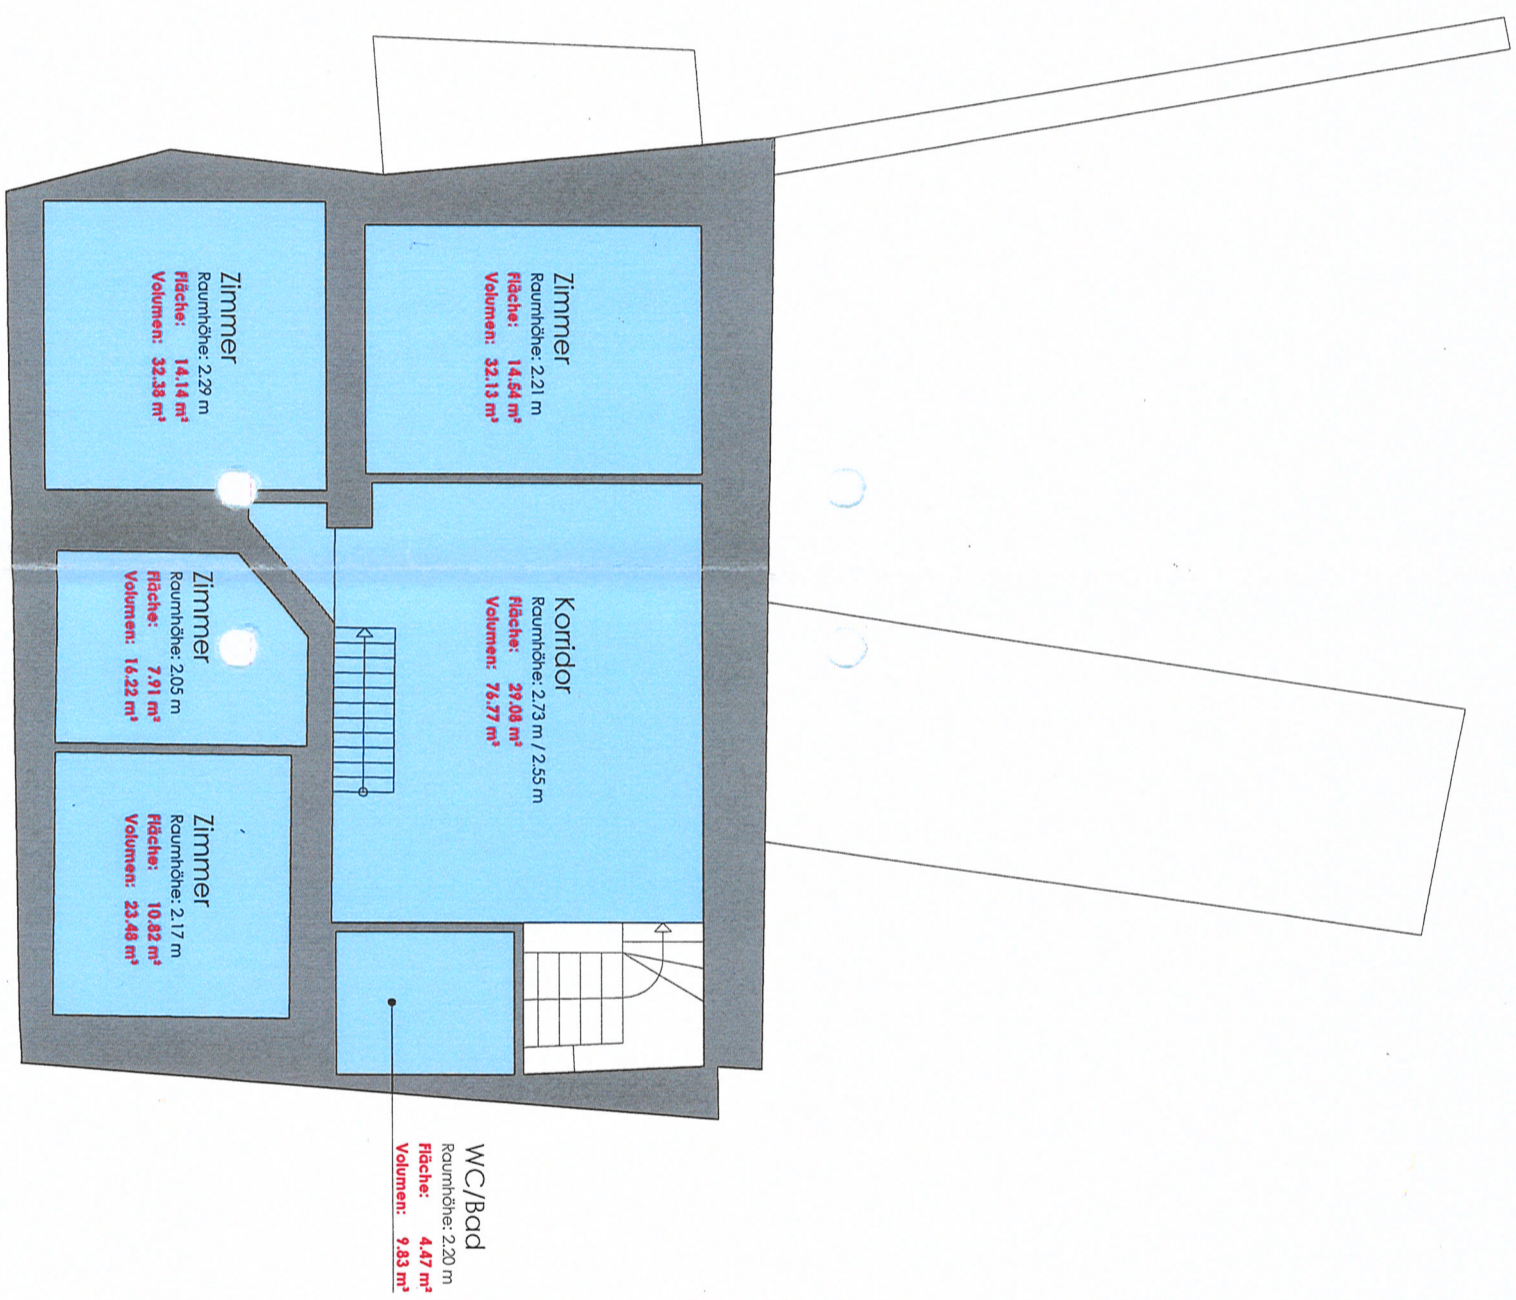 Zimmer
Raumhöhe: 2.21 m
Fläche: 14.54 m²
Volumen: 32.13 m³
Zimmer
Raumhöhe: 2.29 m
Fläche: 14.14 m²
Volumen: 32.38 m³
Korridor
Raumhöhe: 2.73 m / 2.55 m
Fläche: 29.08 m²
Volumen: 76.77 m³
Zimmer
Raumhöhe: 2.05 m
Fläche: 7.91 m²
Volumen: 16.22 m³
Zimmer
Raumhöhe: 2.17 m
Fläche: 10.82 m²
Volumen: 23.48 m³
WC/Bad
Raumhöhe: 2.20 m
Fläche: 4.47 m²
Volumen: 9.83 m³